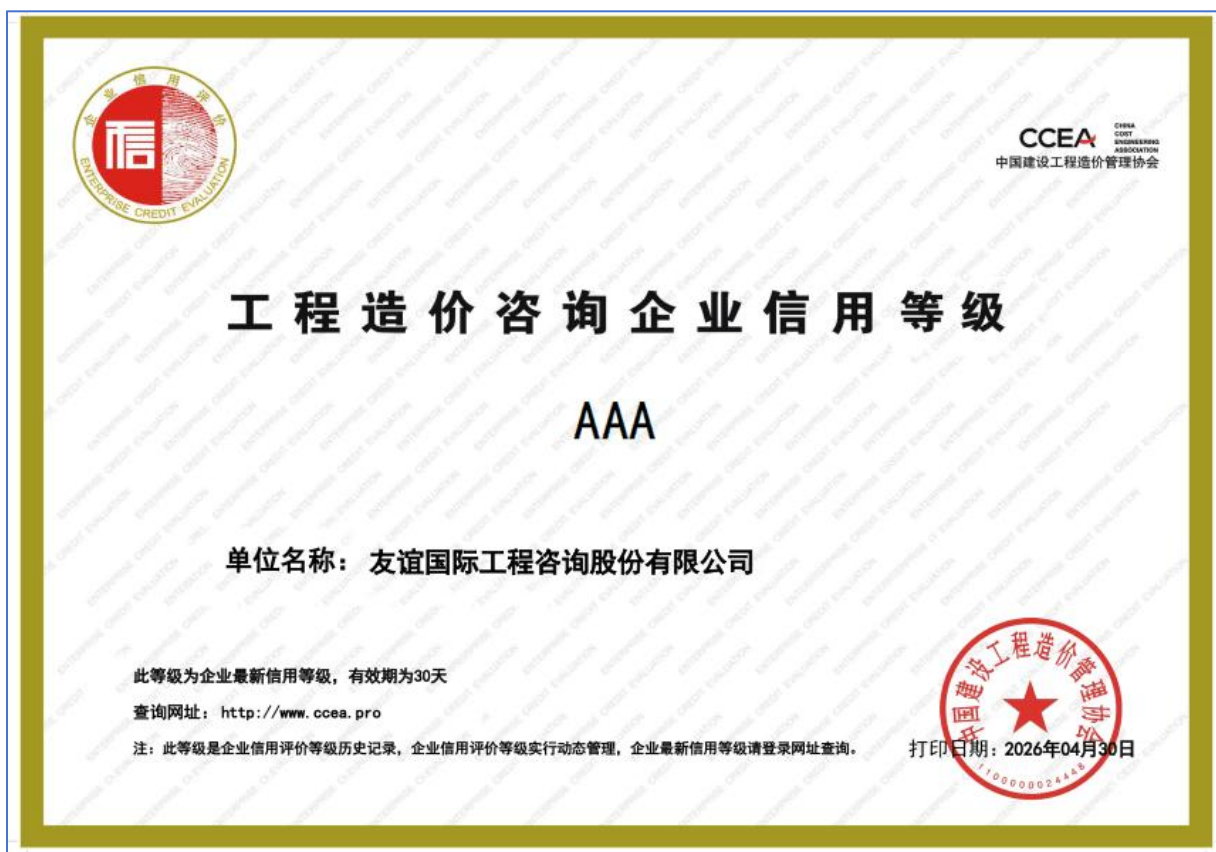 企业信用评价
信
ENTERPRISE CREDIT EVALUATION
CCEA
CHINA
COST
ENGINEERING
ASSOCIATION
中国建设工程造价管理协会
工程造价咨询企业信用等级
AAA
单位名称：友谊国际工程咨询股份有限公司
此等级为企业最新信用等级，有效期为30天
查询网址：http://www.ccea.pro
注：此等级是企业信用评价等级历史记录，企业信用评价等级实行动态管理，企业最新信用等级请登录网址查询。
打印日期：2026年04月30日
中国建设工程造价管理协会
1100000024448